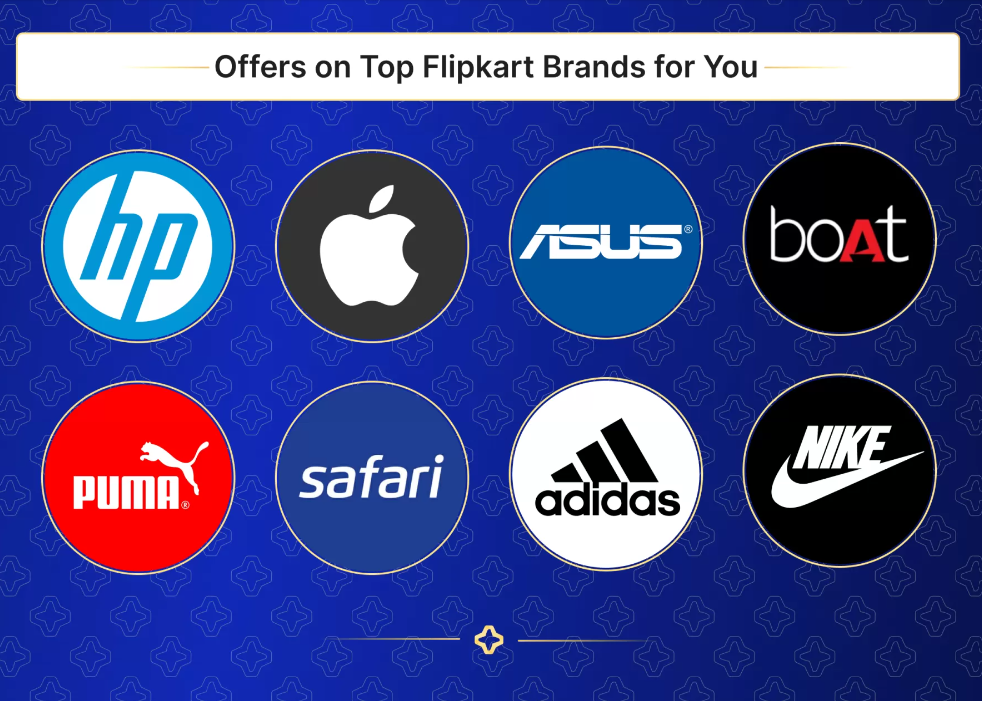 Offers on Top Flipkart Brands for You
hp
ASUS®
boAt
PUMA®
safari
adidas
NIKE